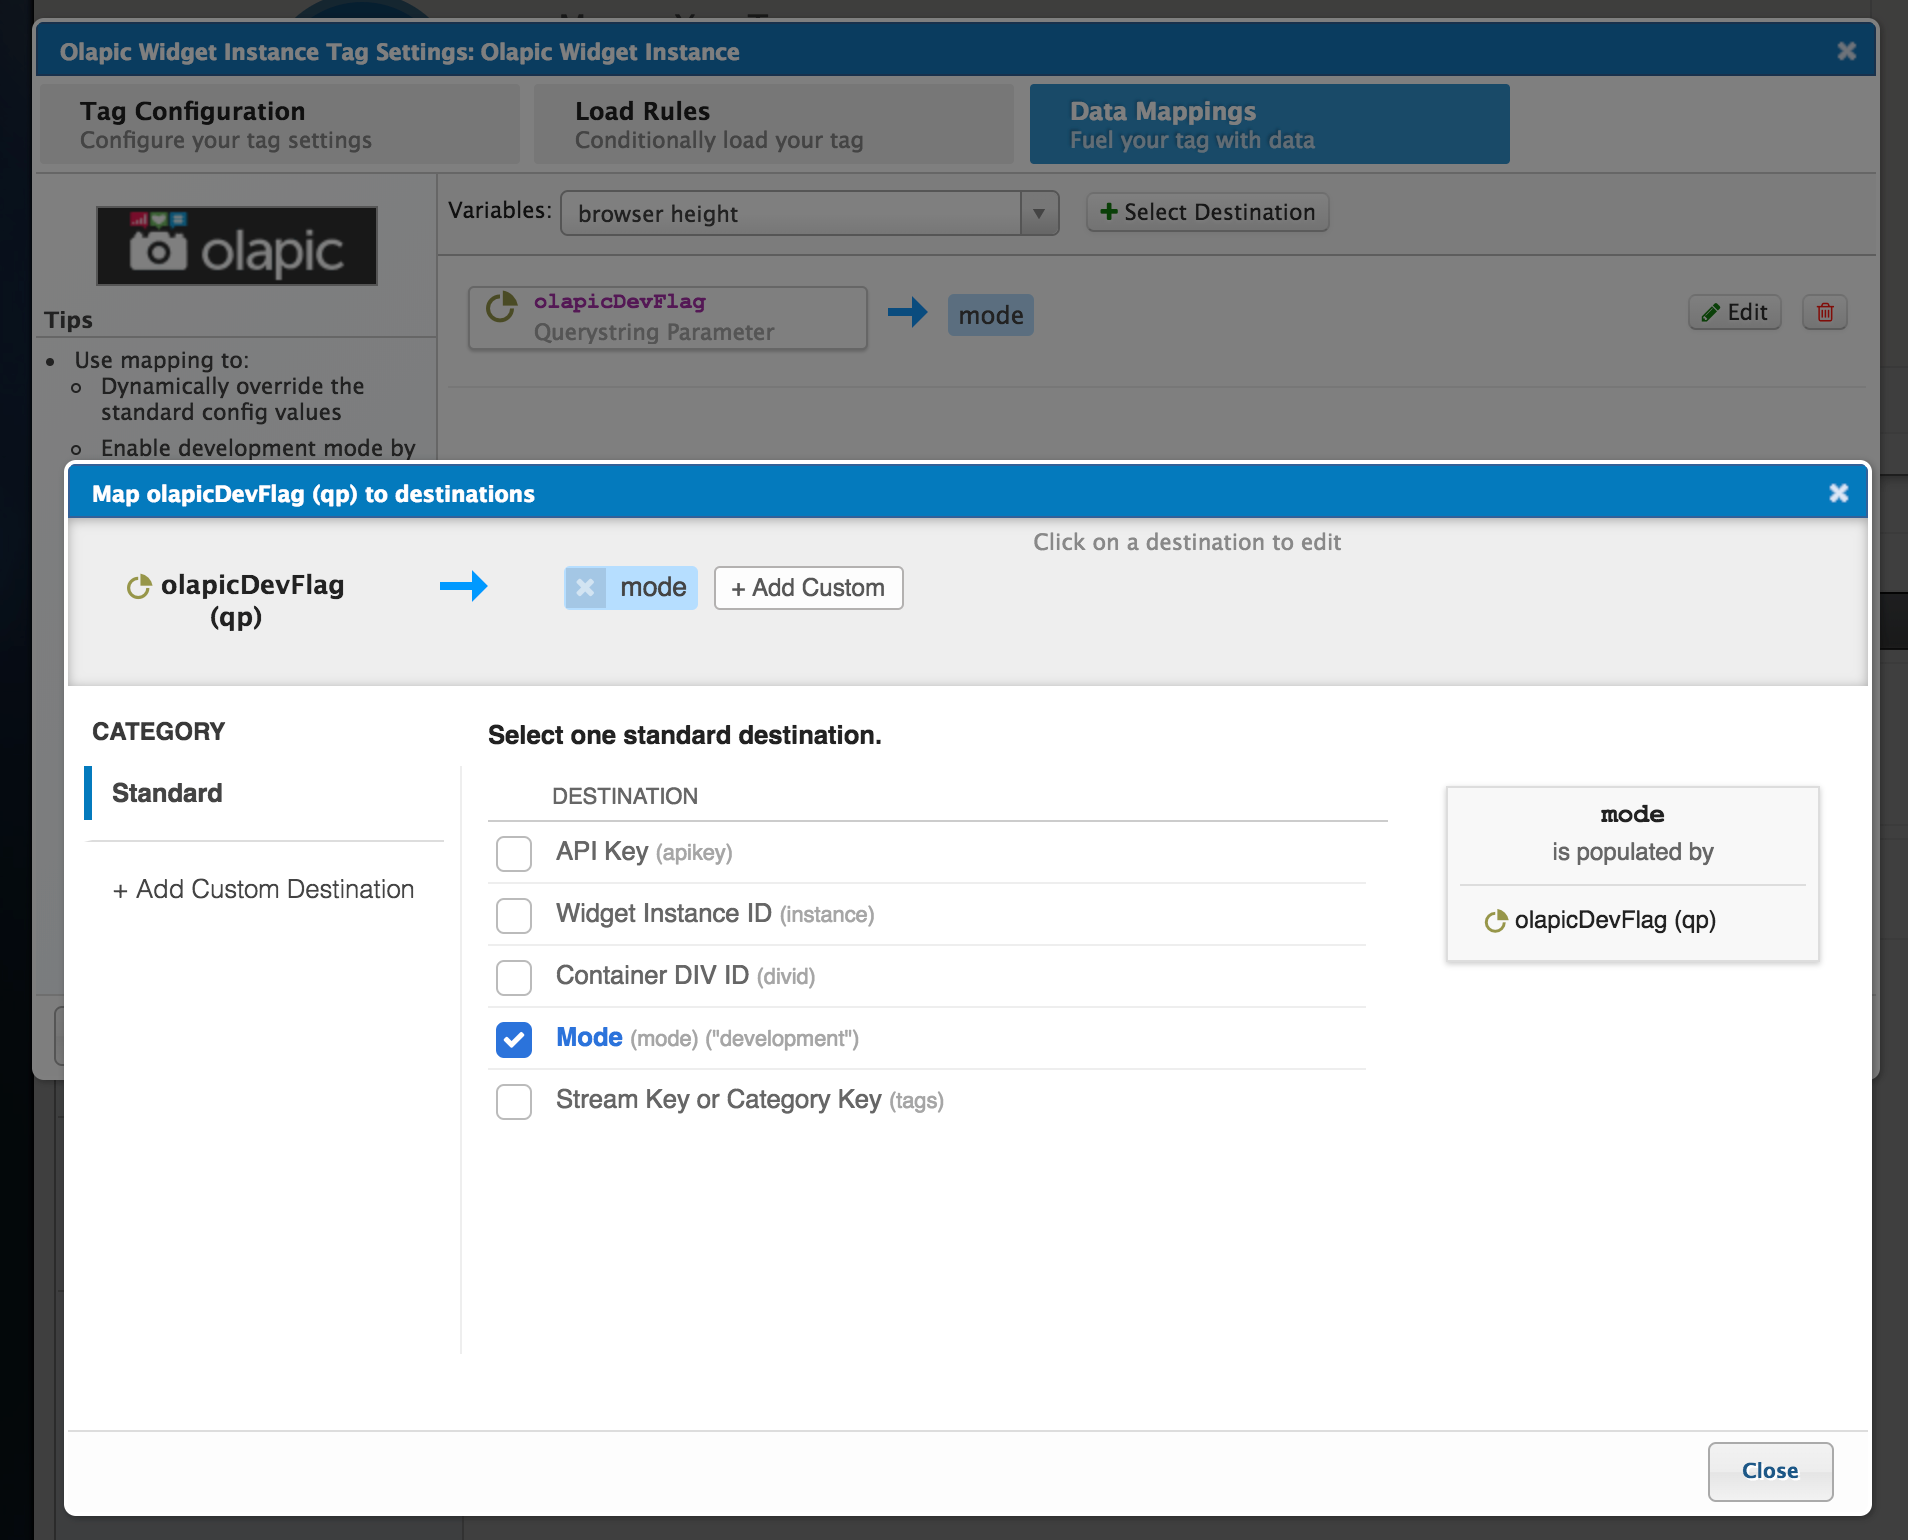 Olapic Widget Instance Tag Settings: Olapic Widget Instance
Tag Configuration
Configure your tag settings
Load Rules
Conditionally load your tag
Data Mappings
Fuel your tag with data
olapic
Variables:
browser height
Select Destination
olapicDevFlag
Querystring Parameter
mode
Edit
Tips
Use mapping to:
Dynamically override the
standard config values
Enable development mode by
Map olapicDevFlag (qp) to destinations
Click on a destination to edit
olapicDevFlag
(qp)
mode
+ Add Custom
CATEGORY
Standard
+ Add Custom Destination
Select one standard destination.
DESTINATION
API Key (apikey)
Widget Instance ID (instance)
Container DIV ID (divid)
Mode (mode) ("development")
Stream Key or Category Key (tags)
mode
is populated by
olapicDevFlag (qp)
Close